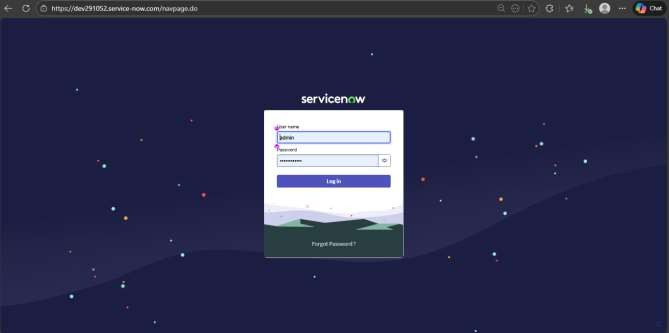 https://dev291052.service-now.com/navpage.do
Chat
servicenow
User name
admin
Password
••••••••••••
Log in
Forgot Password ?